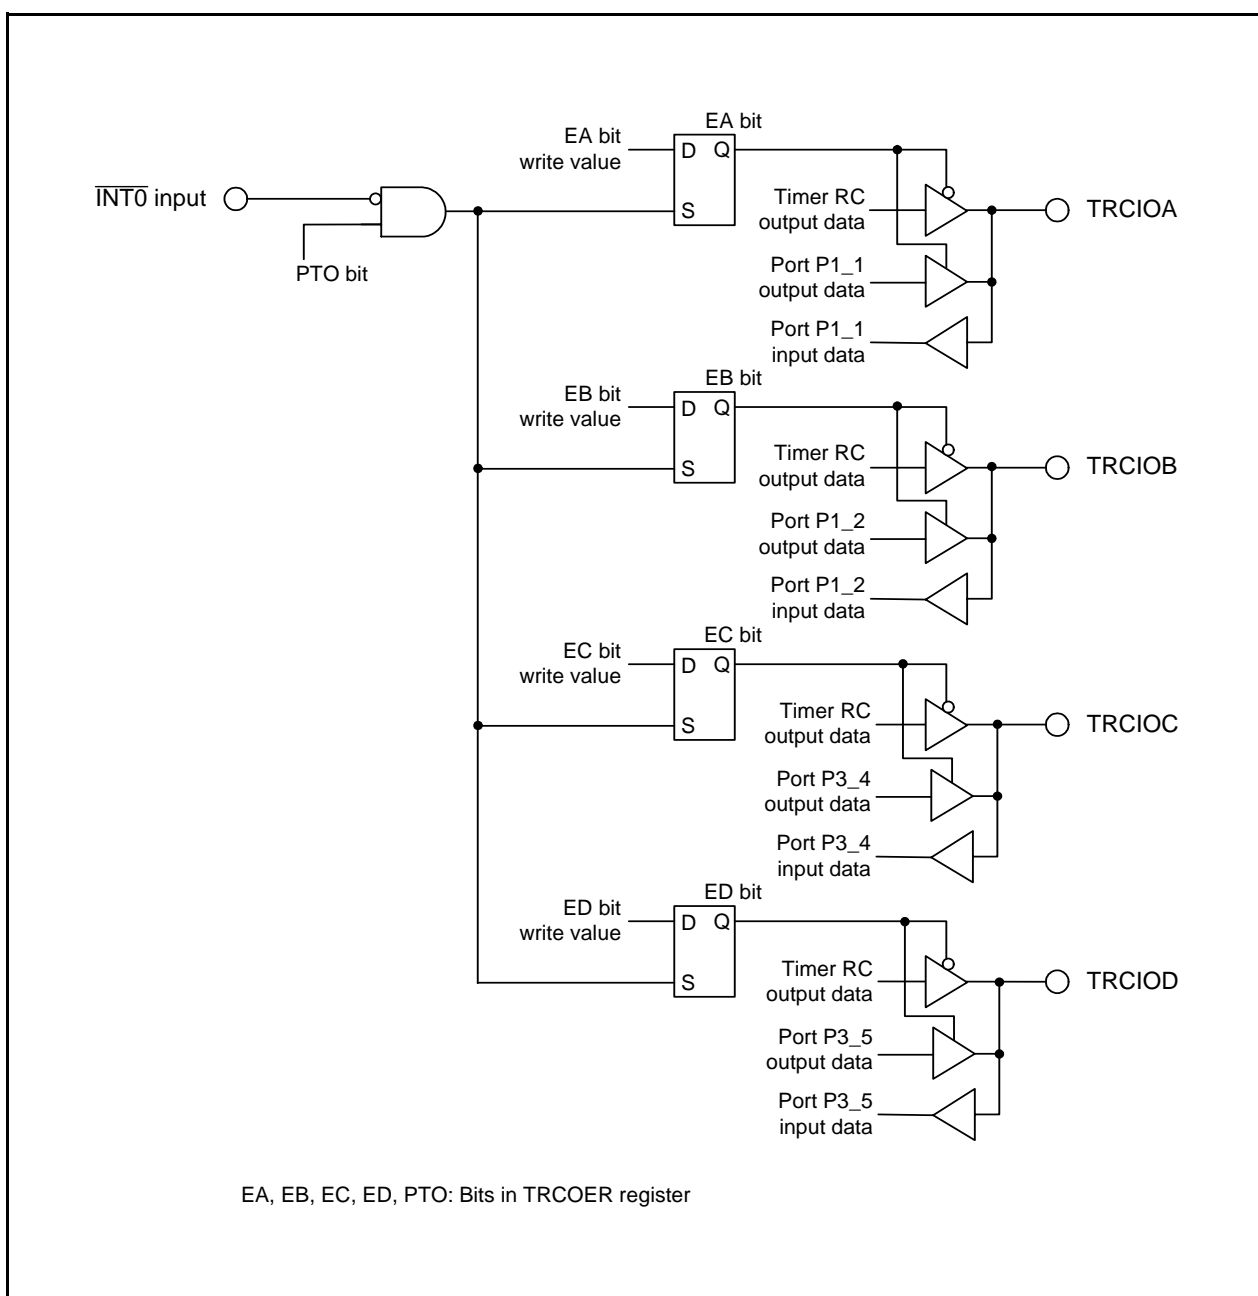 EA bit
EA bit
write value
D Q
S
INT0 input
PTO bit
Timer RC
output data
TRCIOA
Port P1_1
output data
Port P1_1
input data
EB bit
EB bit
write value
D Q
S
Timer RC
output data
TRCIOB
Port P1_2
output data
Port P1_2
input data
EC bit
EC bit
write value
D Q
S
Timer RC
output data
TRCIOC
Port P3_4
output data
Port P3_4
input data
ED bit
ED bit
write value
D Q
S
Timer RC
output data
TRCIOD
Port P3_5
output data
Port P3_5
input data
EA, EB, EC, ED, PTO: Bits in TRCOER register